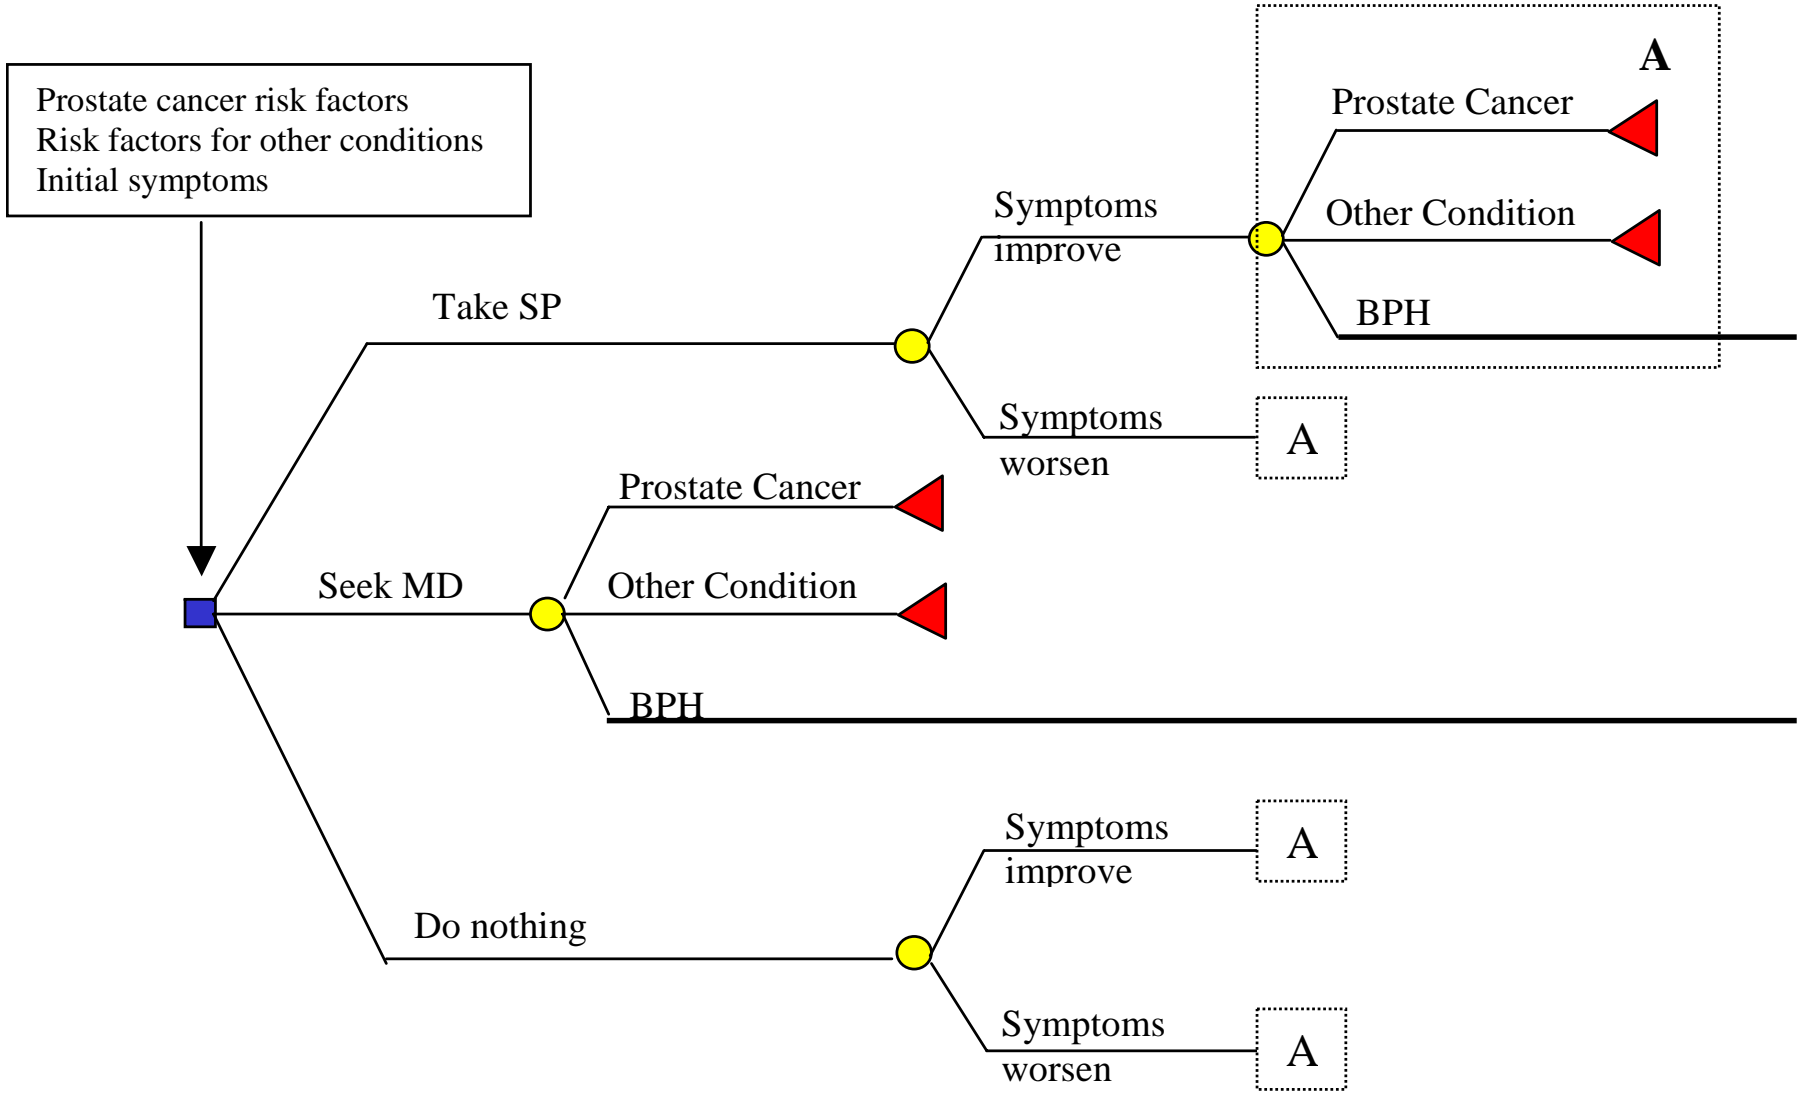 Prostate cancer risk factors
Risk factors for other conditions
Initial symptoms
A
Prostate Cancer
Other Condition
BPH
Symptoms
improve
Take SP
Symptoms
worsen
A
Prostate Cancer
Seek MD
Other Condition
BPH
Symptoms
improve
A
Do nothing
Symptoms
worsen
A